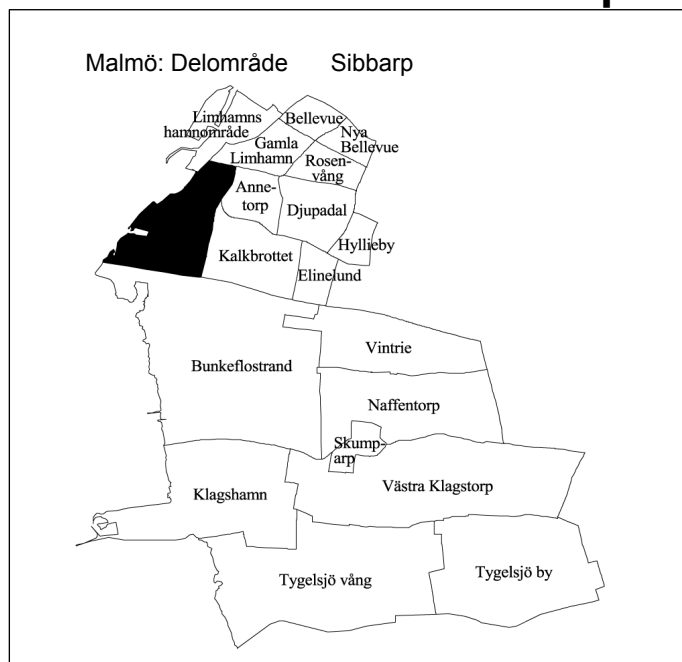 Malmö: Delområde Sibbarp
Limhamns
hamnområde
Bellevue
Nya
Bellevue
Gamla
Limhamn
Rosen-
vång
Anne-
torp
Djupadal
Hyllieby
Kalkbrottet
Elinelund
Vintrie
Bunkeflostrand
Naffentorp
Skump-
arp
Västra Klagstorp
Klagshamn
Tygelsjö vång
Tygelsjö by